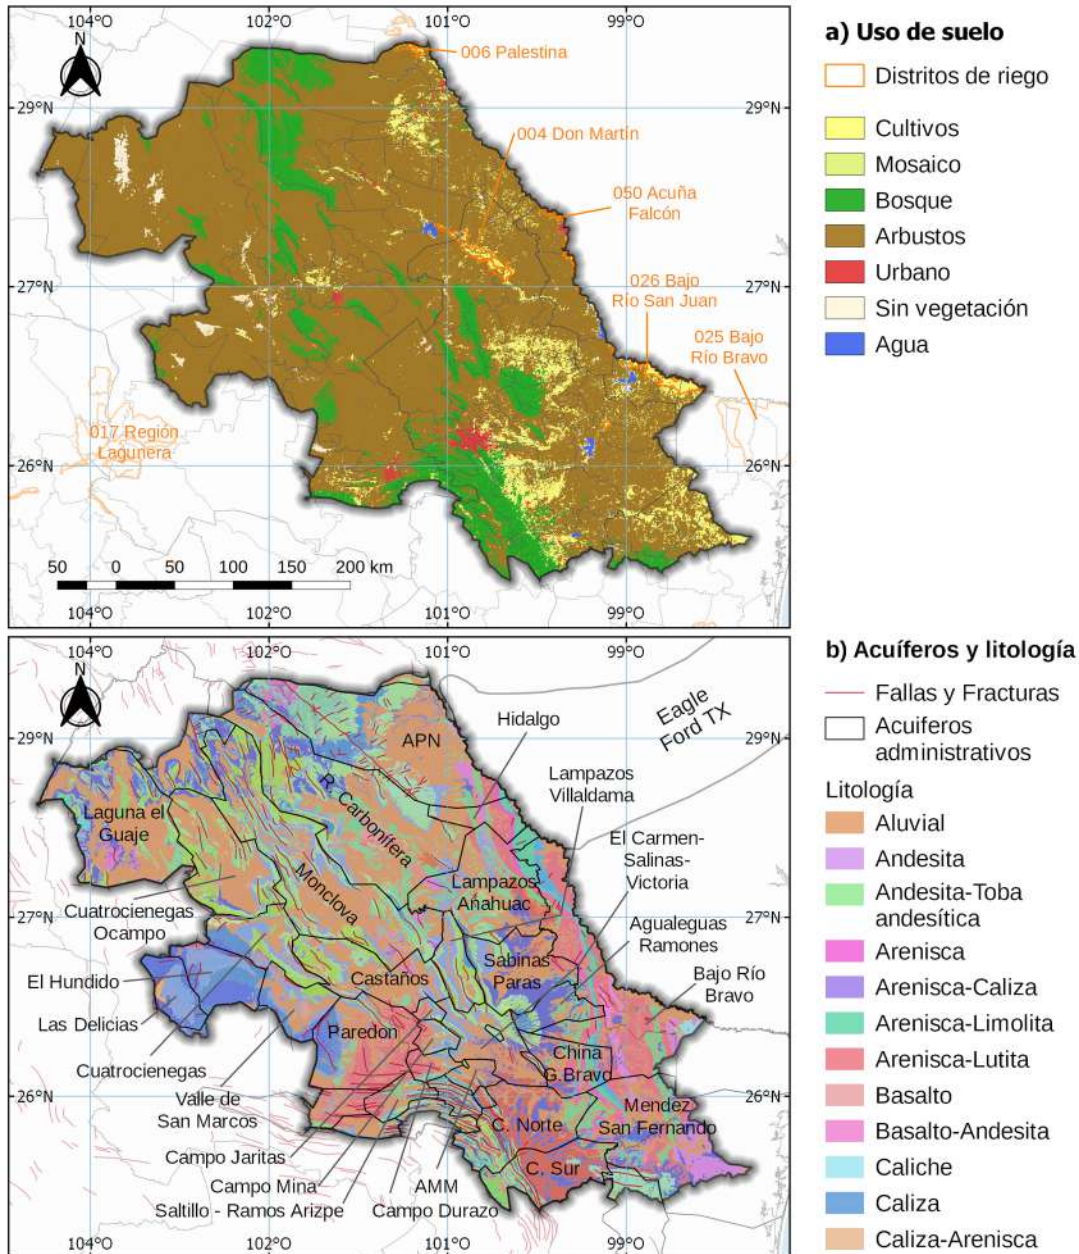 104°O 102°O 101°O 99°O
N
006 Palestina
29°N 29°N
004 Don Martín
050 Acuña
Falcón
27°N 27°N
026 Bajo
Río San Juan
025 Bajo
Río Bravo
017 Región
Lagunera
26°N 26°N
50 0 50 100 150 200 km
104°O 102°O 101°O 99°O
a) Uso de suelo
Distritos de riego
Cultivos
Mosaico
Bosque
Arbustos
Urbano
Sin vegetación
Agua
104°O 102°O 101°O 99°O
N
Eagle
Ford TX
Hidalgo
APN
29°N 29°N
Lampazos
Villaldama
R. Carbonífera
Laguna el
Guaje
El Carmen-
Salinas-
Victoria
Monclova
Lampazos
Anahuac
Cuatrocienegas
Ocampo
27°N 27°N
Agualeguas
Ramones
Sabinas
Paras
Castaños
El Hundido
Bajo Río
Bravo
Las Delicias
Paredon
Cuatrocienegas
China
G.Bravo
Valle de
San Marcos
26°N 26°N
Mendez
San Fernando
C. Norte
Campo Jaritas
C. Sur
Campo Mina
AMM
Saltillo - Ramos Arizpe
Campo Durazo
104°O 102°O 101°O 99°O
b) Acuíferos y litología
Fallas y Fracturas
Acuiferos
administrativos
Litología
Aluvial
Andesita
Andesita-Toba
andesítica
Arenisca
Arenisca-Caliza
Arenisca-Limolita
Arenisca-Lutita
Basalto
Basalto-Andesita
Caliche
Caliza
Caliza-Arenisca